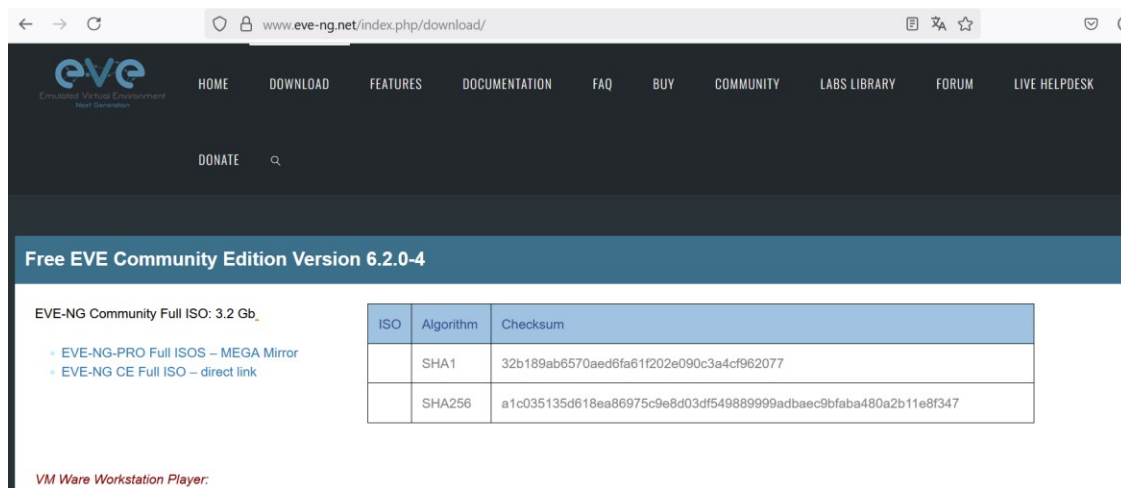 www.eve-ng.net/index.php/download/
eve
Emulated Virtual Environment
Next Generation
HOME DOWNLOAD FEATURES DOCUMENTATION FAQ BUY COMMUNITY LABS LIBRARY FORUM LIVE HELPDESK
DONATE
Free EVE Community Edition Version 6.2.0-4
EVE-NG Community Full ISO: 3.2 Gb
EVE-NG-PRO Full ISOS – MEGA Mirror
EVE-NG CE Full ISO – direct link
ISO Algorithm Checksum
SHA1 32b189ab6570aed6fa61f202e090c3a4cf962077
SHA256 a1c035135d618ea86975c9e8d03df549889999adbaec9bfaba480a2b11e8f347
VM Ware Workstation Player: